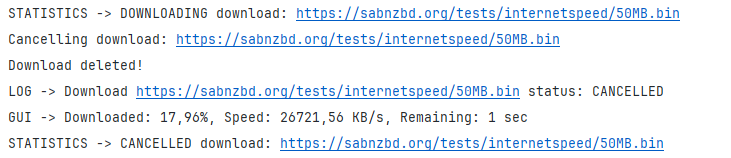 STATISTICS -> DOWNLOADING download: https://sabnzbd.org/tests/internetspeed/50MB.bin
Cancelling download: https://sabnzbd.org/tests/internetspeed/50MB.bin
Download deleted!
LOG -> Download https://sabnzbd.org/tests/internetspeed/50MB.bin status: CANCELLED
GUI -> Downloaded: 17,96%, Speed: 26721,56 KB/s, Remaining: 1 sec
STATISTICS -> CANCELLED download: https://sabnzbd.org/tests/internetspeed/50MB.bin